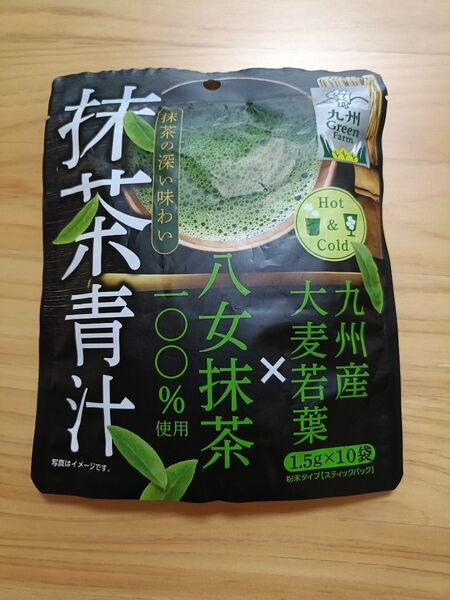 抹茶青汁
抹茶の深い味わい
九州
Green
Farm
Hot
&
Cold
九州産
大麦若葉
×
八女抹茶
一〇〇%
使用
1.5g×10袋
粉末タイプ[スティックパック]
写真はイメージです。